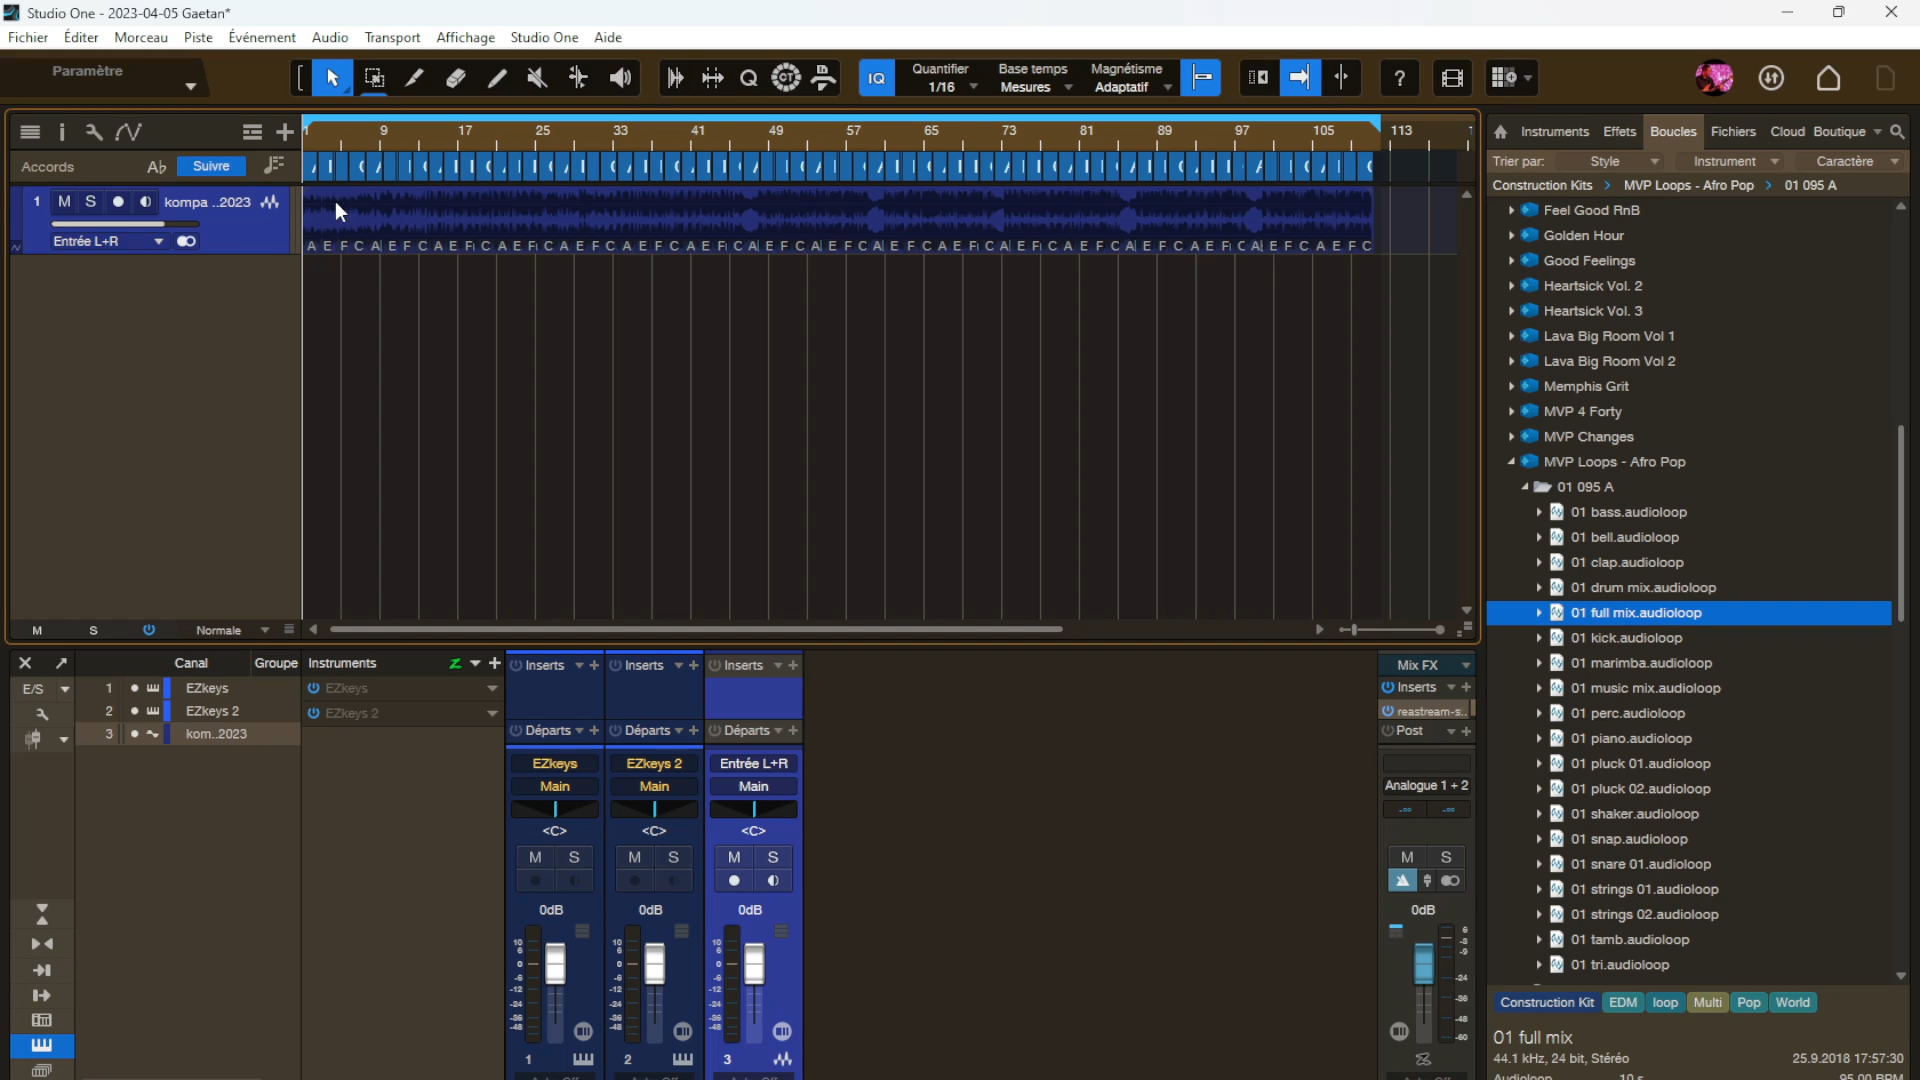 Studio One - 2023-04-05 Gaetan*
Fichier Éditer Morceau Piste Événement Audio Transport Affichage Studio One Aide
Paramètre
IQ Quantifier 1/16 Base temps Mesures Magnétisme Adaptatif ?
1 9 17 25 33 41 49 57 65 73 81 89 97 105 113
Accords A♭ Suivre
1 M S kompa ..2023
Entrée L+R
M S Normale
Instruments Effets Boucles Fichiers Cloud Boutique
Trier par: Style Instrument Caractère
Construction Kits > MVP Loops - Afro Pop > 01 095 A
Feel Good RnB
Golden Hour
Good Feelings
Heartsick Vol. 2
Heartsick Vol. 3
Lava Big Room Vol 1
Lava Big Room Vol 2
Memphis Grit
MVP 4 Forty
MVP Changes
MVP Loops - Afro Pop
01 095 A
01 bass.audioloop
01 bell.audioloop
01 clap.audioloop
01 drum mix.audioloop
01 full mix.audioloop
01 kick.audioloop
01 marimba.audioloop
01 music mix.audioloop
01 perc.audioloop
01 piano.audioloop
01 pluck 01.audioloop
01 pluck 02.audioloop
01 shaker.audioloop
01 snap.audioloop
01 snare 01.audioloop
01 strings 01.audioloop
01 strings 02.audioloop
01 tamb.audioloop
01 tri.audioloop
Construction Kit EDM loop Multi Pop World
01 full mix
44.1 kHz, 24 bit, Stéréo 25.9.2018 17:57:30
Audioloop 10 s 95.00 BPM
Canal Groupe Instruments
E/S 1 EZkeys EZkeys
2 EZkeys 2 EZkeys 2
3 kom..2023
Inserts Inserts Inserts
Départs Départs Départs
EZkeys EZkeys 2 Entrée L+R
Main Main Main
<C> <C> <C>
M S M S M S
0dB 0dB 0dB
1 2 3
Mix FX
Inserts
reastream-s..
Post
Analogue 1 + 2
-∞ -∞
M S
0dB